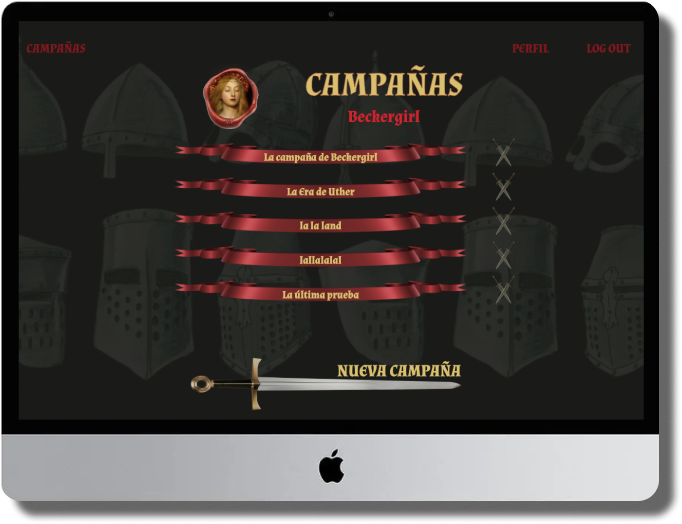 CAMPAÑAS
PERFIL
LOG OUT
CAMPAÑAS
Beckergirl
La campaña de Beckergirl
La Era de Uther
la la land
lallalalal
La última prueba
NUEVA CAMPAÑA